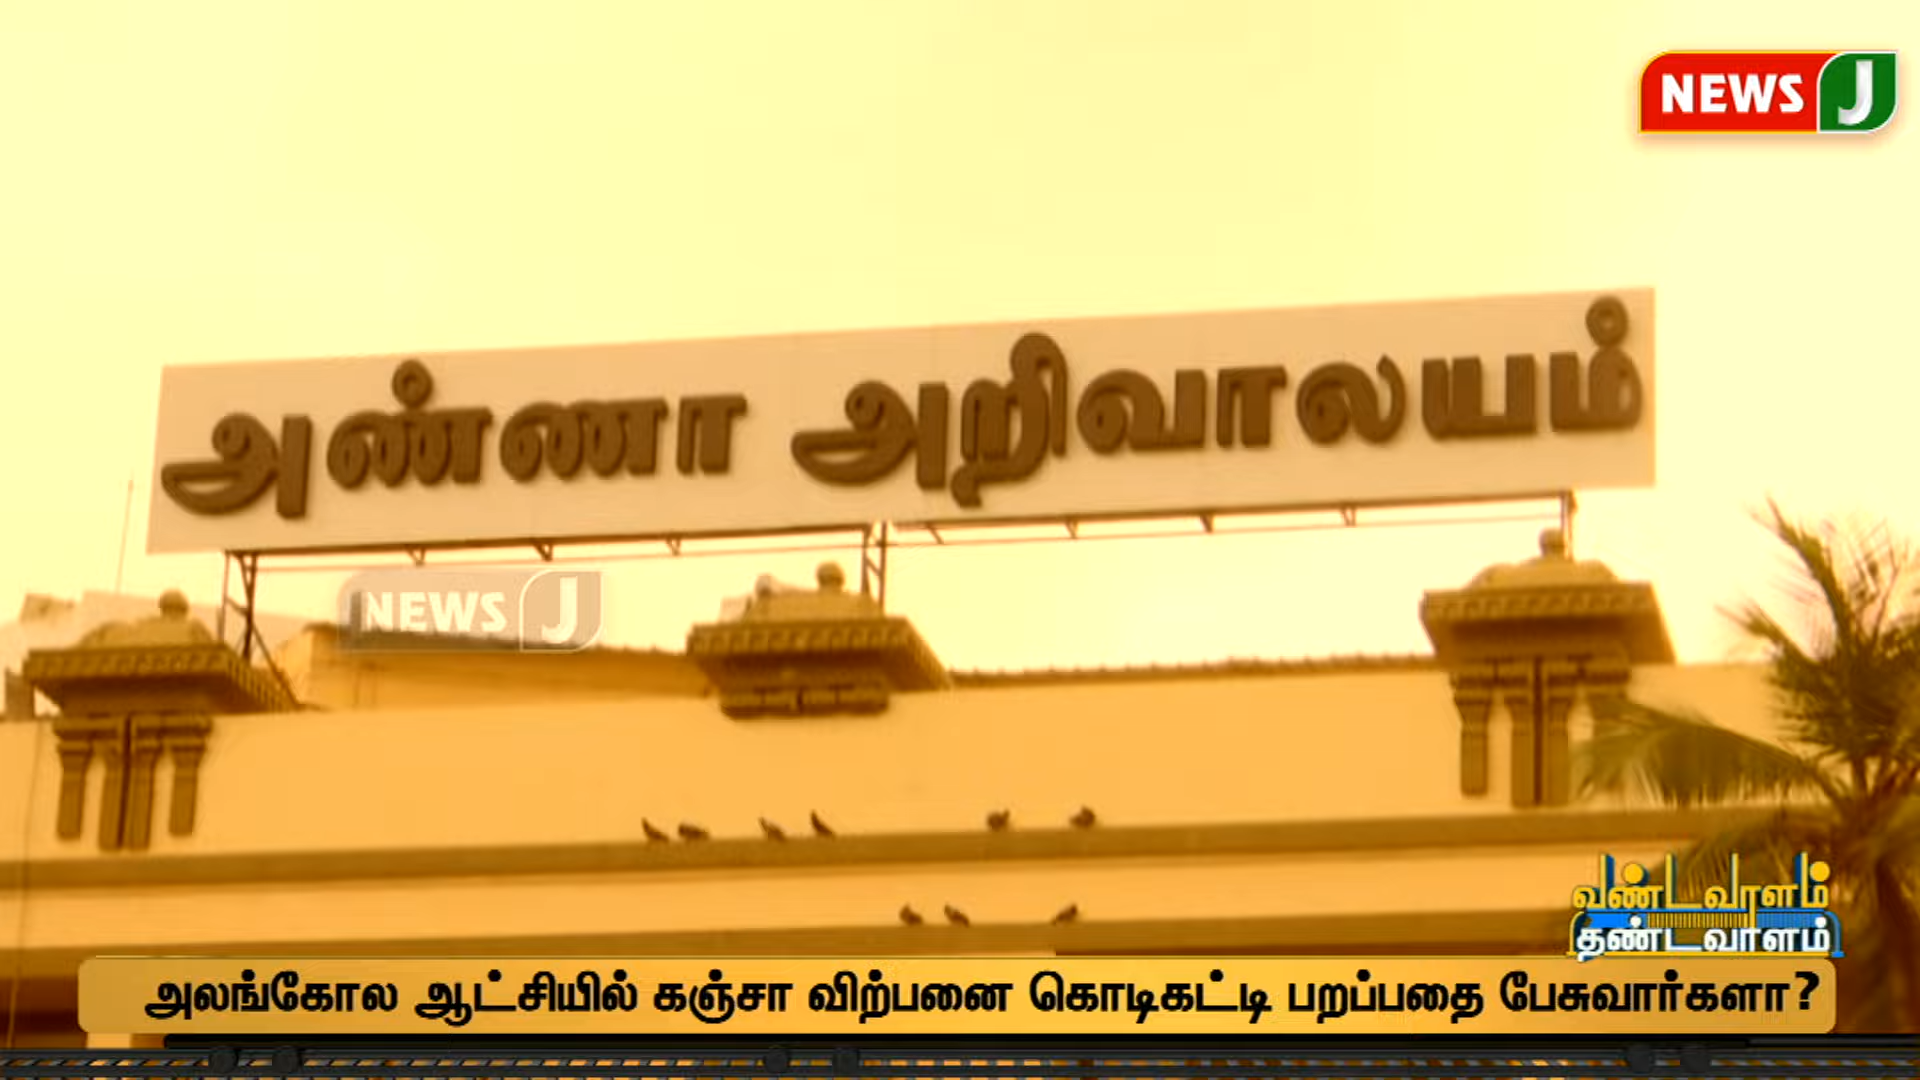 NEWS J
அண்ணா அறிவாலயம்
NEWS J
வண்டவாளம்
தண்டவாளம்
அலங்கோல ஆட்சியில் கஞ்சா விற்பனை கொடிகட்டி பறப்பதை பேசுவார்களா?